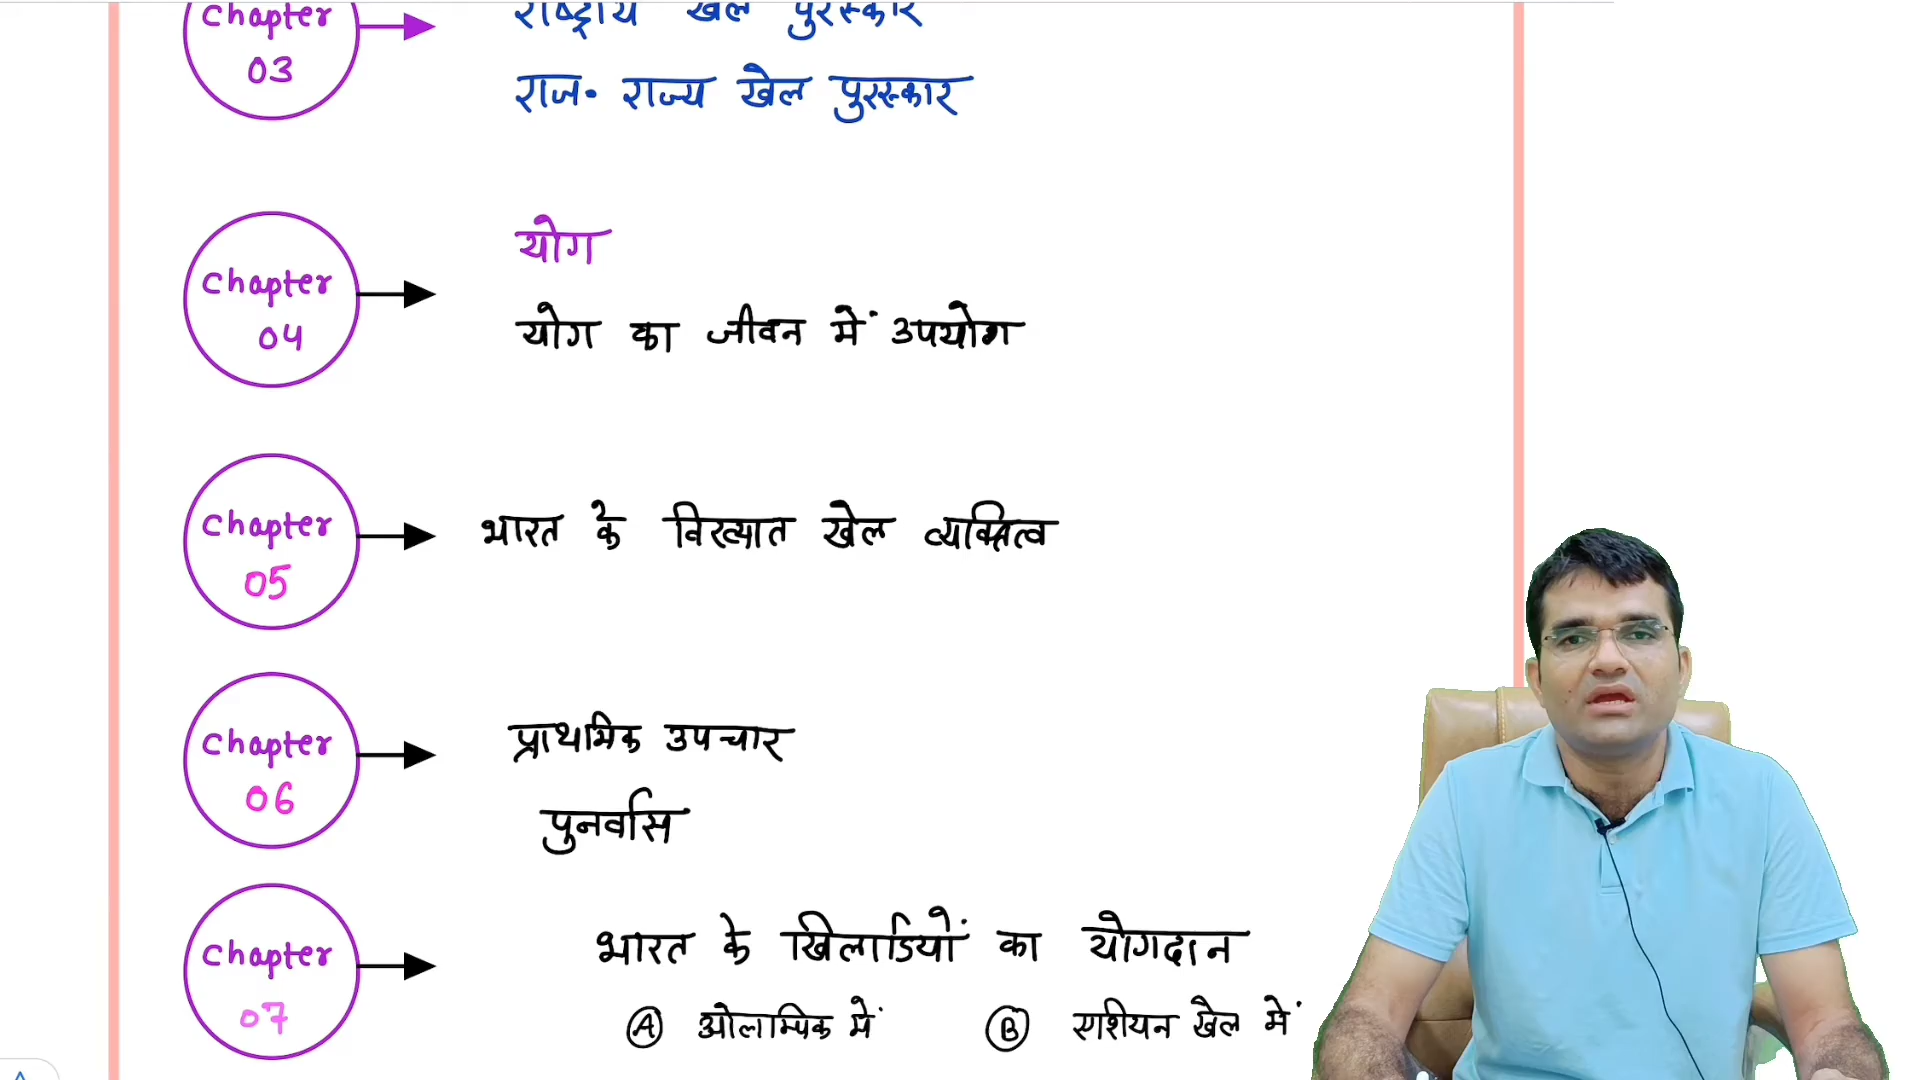 Chapter
03
राष्ट्रीय खेल पुरस्कार
राज. राज्य खेल पुरस्कार
Chapter
04
योग
योग का जीवन में उपयोग
Chapter
05
भारत के विख्यात खेल व्यक्तित्व
Chapter
06
प्राथमिक उपचार
पुनर्वास
Chapter
07
भारत के खिलाडियों का योगदान
Ⓐ ओलाम्पिक में Ⓑ एशियन खेल में